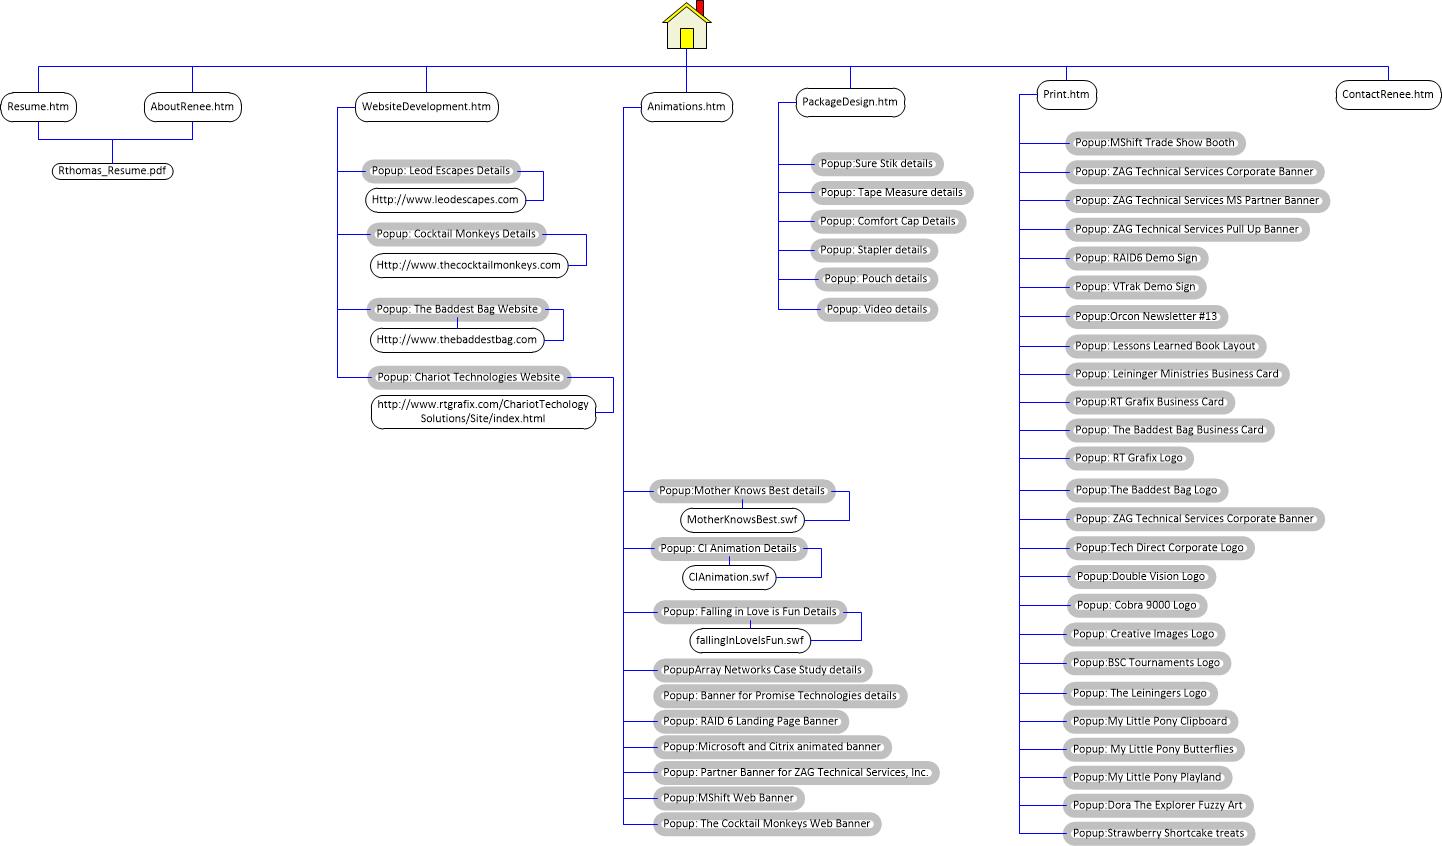 Resume.htm
AboutRenee.htm
Rthomas_Resume.pdf
WebsiteDevelopment.htm
Popup: Leod Escapes Details
Http://www.leodescapes.com
Popup: Cocktail Monkeys Details
Http://www.thecocktailmonkeys.com
Popup: The Baddest Bag Website
Http://www.thebaddestbag.com
Popup: Chariot Technologies Website
http://www.rtgrafix.com/ChariotTechology
Solutions/Site/index.html
Animations.htm
Popup:Mother Knows Best details
MotherKnowsBest.swf
Popup: CI Animation Details
CIAnimation.swf
Popup: Falling in Love is Fun Details
fallingInLoveIsFun.swf
PopupArray Networks Case Study details
Popup: Banner for Promise Technologies details
Popup: RAID 6 Landing Page Banner
Popup:Microsoft and Citrix animated banner
Popup: Partner Banner for ZAG Technical Services, Inc.
Popup:MShift Web Banner
Popup: The Cocktail Monkeys Web Banner
PackageDesign.htm
Popup:Sure Stik details
Popup: Tape Measure details
Popup: Comfort Cap Details
Popup: Stapler details
Popup: Pouch details
Popup: Video details
Print.htm
Popup:MShift Trade Show Booth
Popup: ZAG Technical Services Corporate Banner
Popup: ZAG Technical Services MS Partner Banner
Popup: ZAG Technical Services Pull Up Banner
Popup: RAID6 Demo Sign
Popup: VTrak Demo Sign
Popup:Orcon Newsletter #13
Popup: Lessons Learned Book Layout
Popup: Leininger Ministries Business Card
Popup:RT Grafix Business Card
Popup: The Baddest Bag Business Card
Popup: RT Grafix Logo
Popup:The Baddest Bag Logo
Popup: ZAG Technical Services Corporate Banner
Popup:Tech Direct Corporate Logo
Popup:Double Vision Logo
Popup: Cobra 9000 Logo
Popup: Creative Images Logo
Popup:BSC Tournaments Logo
Popup: The Leiningers Logo
Popup:My Little Pony Clipboard
Popup: My Little Pony Butterflies
Popup:My Little Pony Playland
Popup:Dora The Explorer Fuzzy Art
Popup:Strawberry Shortcake treats
ContactRenee.htm